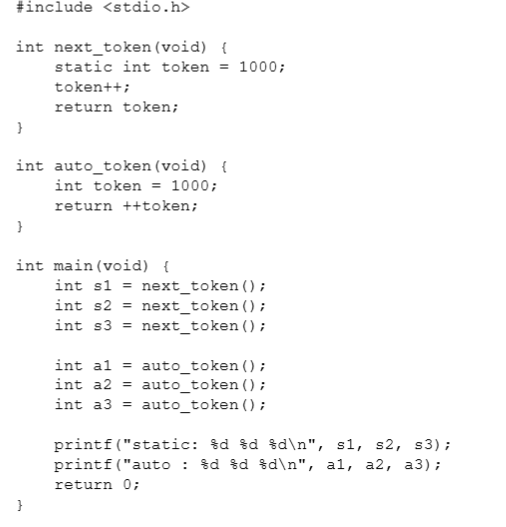 #include <stdio.h>

int next_token(void) {
    static int token = 1000;
    token++;
    return token;
}

int auto_token(void) {
    int token = 1000;
    return ++token;
}

int main(void) {
    int s1 = next_token();
    int s2 = next_token();
    int s3 = next_token();

    int a1 = auto_token();
    int a2 = auto_token();
    int a3 = auto_token();

    printf("static: %d %d %d\n", s1, s2, s3);
    printf("auto : %d %d %d\n", a1, a2, a3);
    return 0;
}